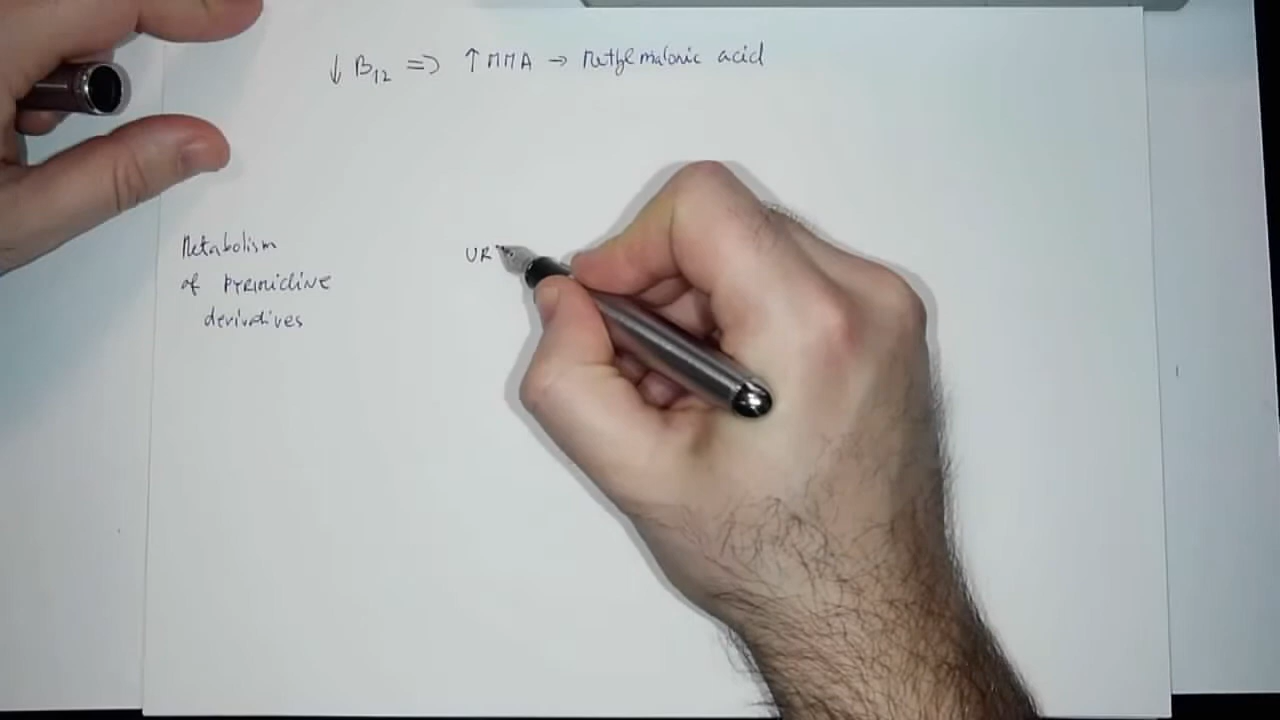 ↓ B12 => ↑ MMA → Methylmalonic acid
Metabolism
of PYRIMIDINE
derivatives
UR